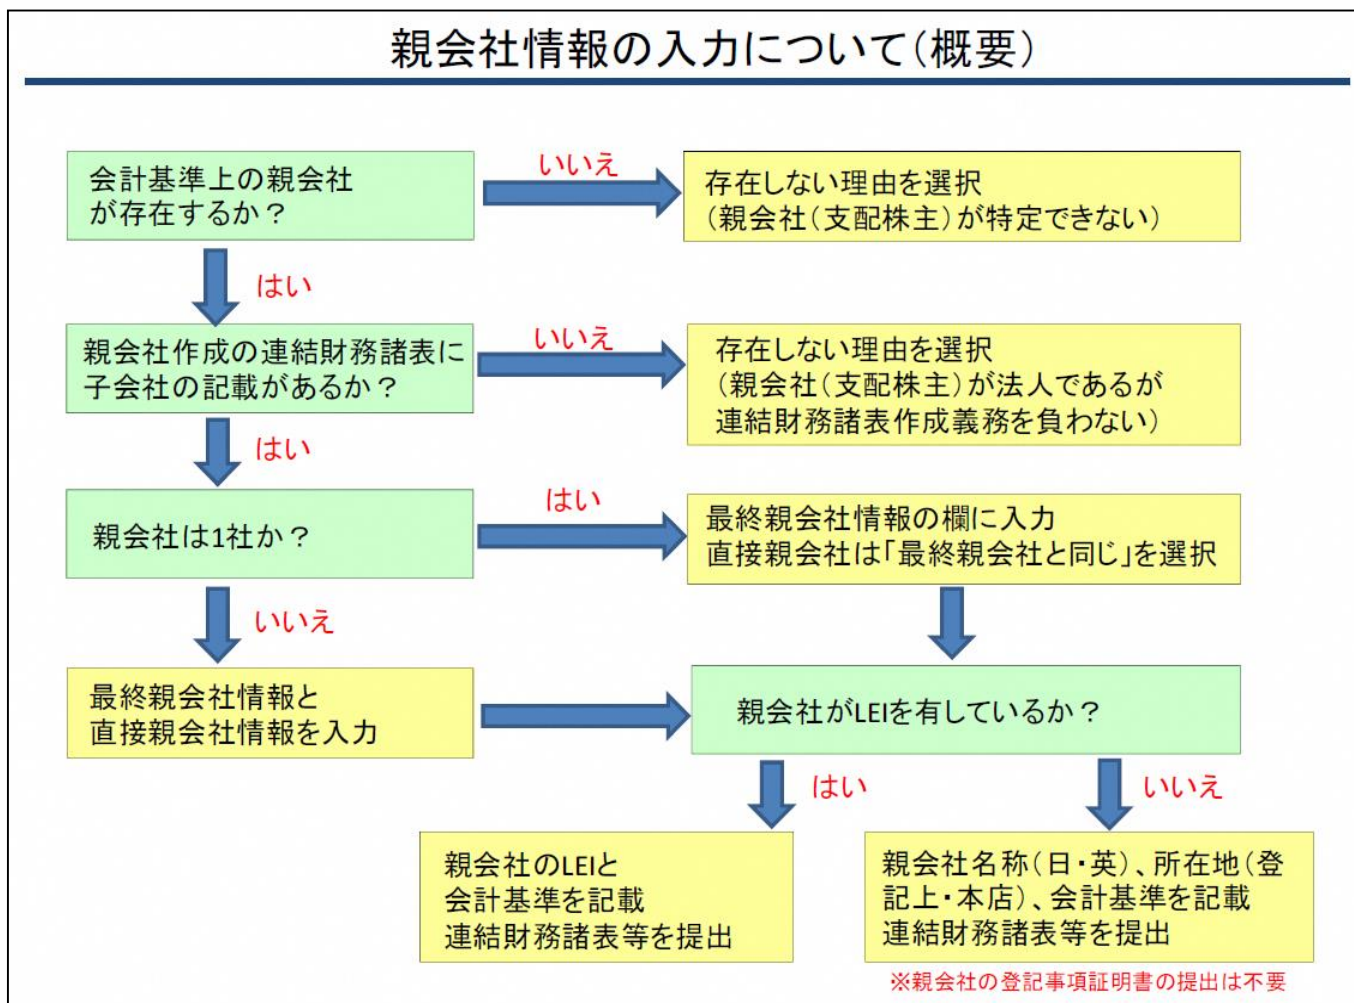 親会社情報の入力について(概要)
会計基準上の親会社
が存在するか?
いいえ
存在しない理由を選択
(親会社(支配株主)が特定できない)
はい
親会社作成の連結財務諸表に
子会社の記載があるか?
いいえ
存在しない理由を選択
(親会社(支配株主)が法人であるが
連結財務諸表作成義務を負わない)
はい
親会社は1社か?
はい
最終親会社情報の欄に入力
直接親会社は「最終親会社と同じ」を選択
いいえ
最終親会社情報と
直接親会社情報を入力
親会社がLEIを有しているか?
はい
いいえ
親会社のLEIと
会計基準を記載
連結財務諸表等を提出
親会社名称(日・英)、所在地(登
記上・本店)、会計基準を記載
連結財務諸表等を提出
※親会社の登記事項証明書の提出は不要